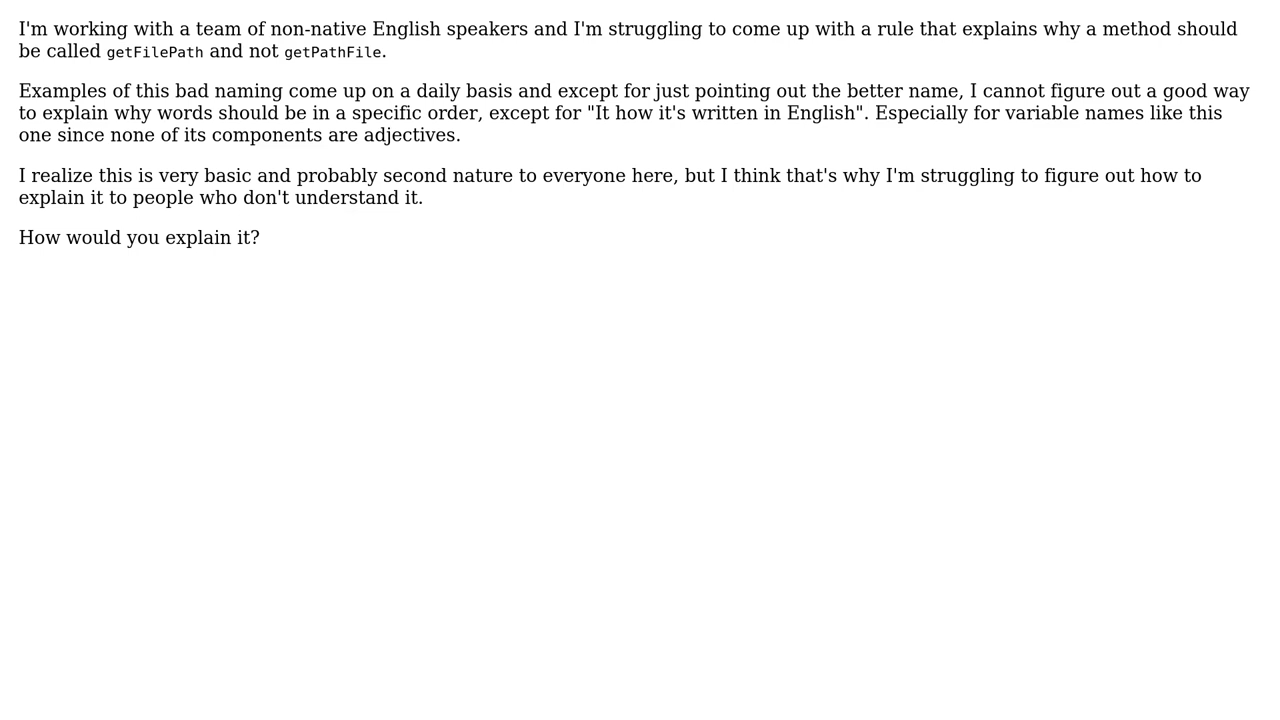 I'm working with a team of non-native English speakers and I'm struggling to come up with a rule that explains why a method should
be called getFilePath and not getPathFile.
Examples of this bad naming come up on a daily basis and except for just pointing out the better name, I cannot figure out a good way
to explain why words should be in a specific order, except for "It how it's written in English". Especially for variable names like this
one since none of its components are adjectives.
I realize this is very basic and probably second nature to everyone here, but I think that's why I'm struggling to figure out how to
explain it to people who don't understand it.
How would you explain it?